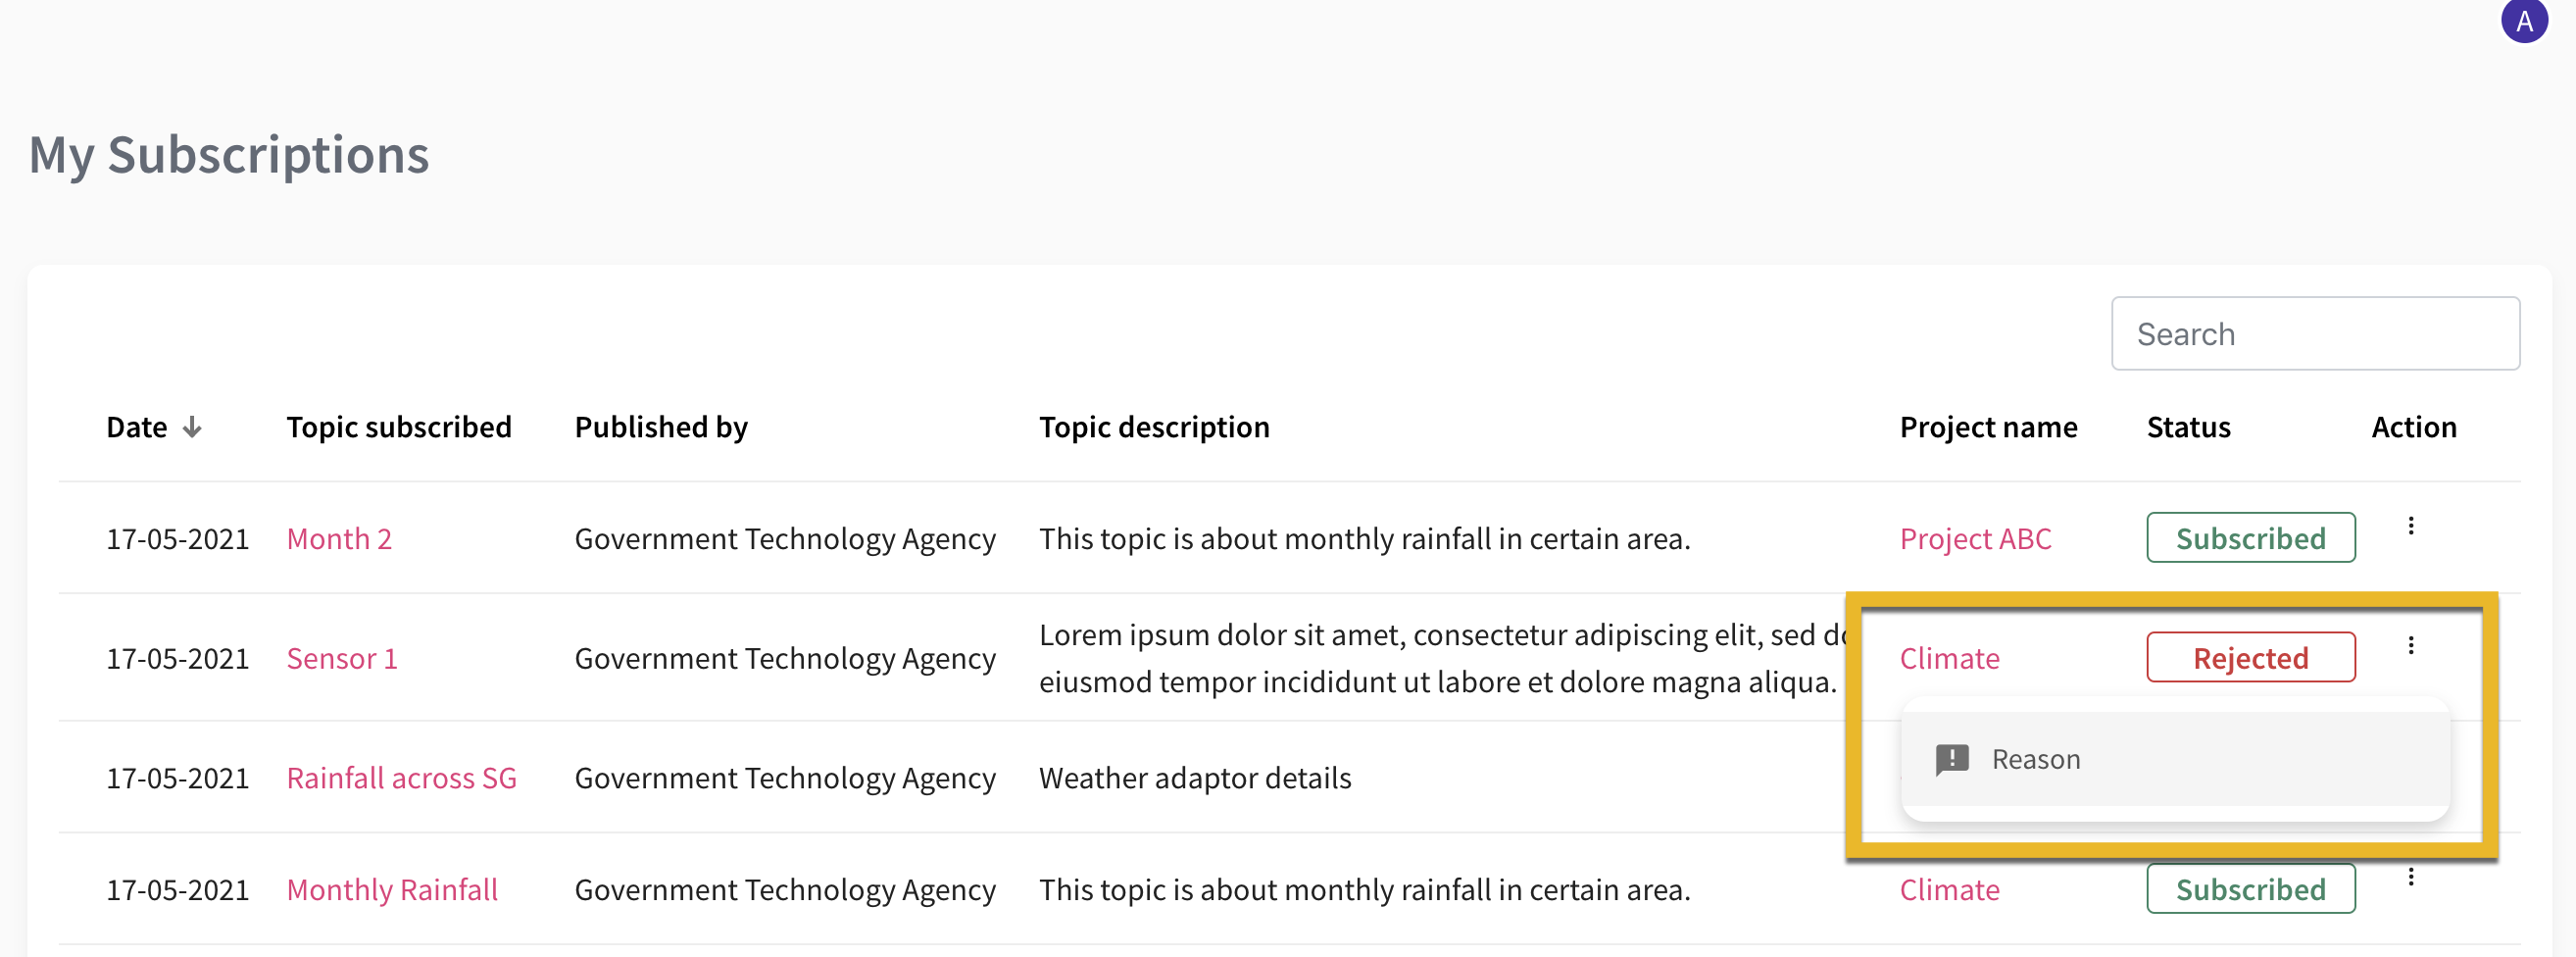 A
My Subscriptions
Search
Date Topic subscribed Published by Topic description Project name Status Action
17-05-2021 Month 2 Government Technology Agency This topic is about monthly rainfall in certain area. Project ABC Subscribed
17-05-2021 Sensor 1 Government Technology Agency Lorem ipsum dolor sit amet, consectetur adipiscing elit, sed Climate Rejected
eiusmod tempor incididunt ut labore et dolore magna aliqua.
Reason
17-05-2021 Rainfall across SG Government Technology Agency Weather adaptor details
17-05-2021 Monthly Rainfall Government Technology Agency This topic is about monthly rainfall in certain area. Climate Subscribed